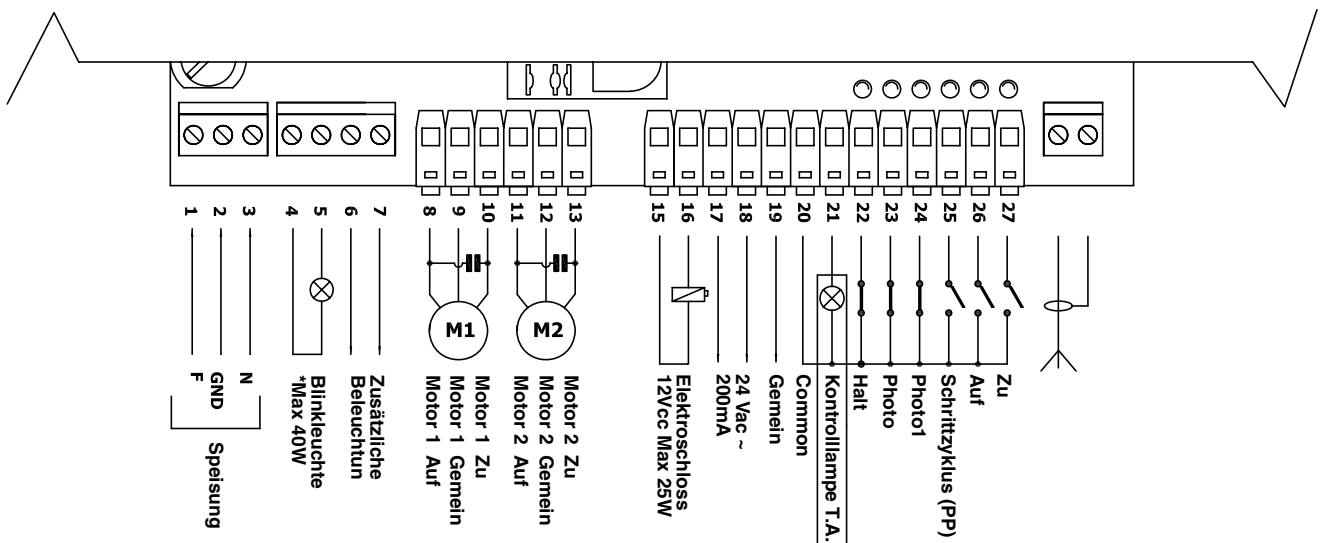 1 2 3 4 5 6 7 8 9 10 11 12 13 15 16 17 18 19 20 21 22 23 24 25 26 27
M1
M2
F
GND
N
Speisung
Blinkleuchte
*Max 40W
Zusätzliche
Beleuchtun
Motor 1 Auf
Motor 1 Gemein
Motor 1 Zu
Motor 2 Auf
Motor 2 Gemein
Motor 2 Zu
Elektroschloss
12Vcc Max 25W
24 Vac ~
200mA
Gemein
Common
Kontrolllampe T.A.
Halt
Photo
Photo1
Schrittzyklus (PP)
Auf
Zu